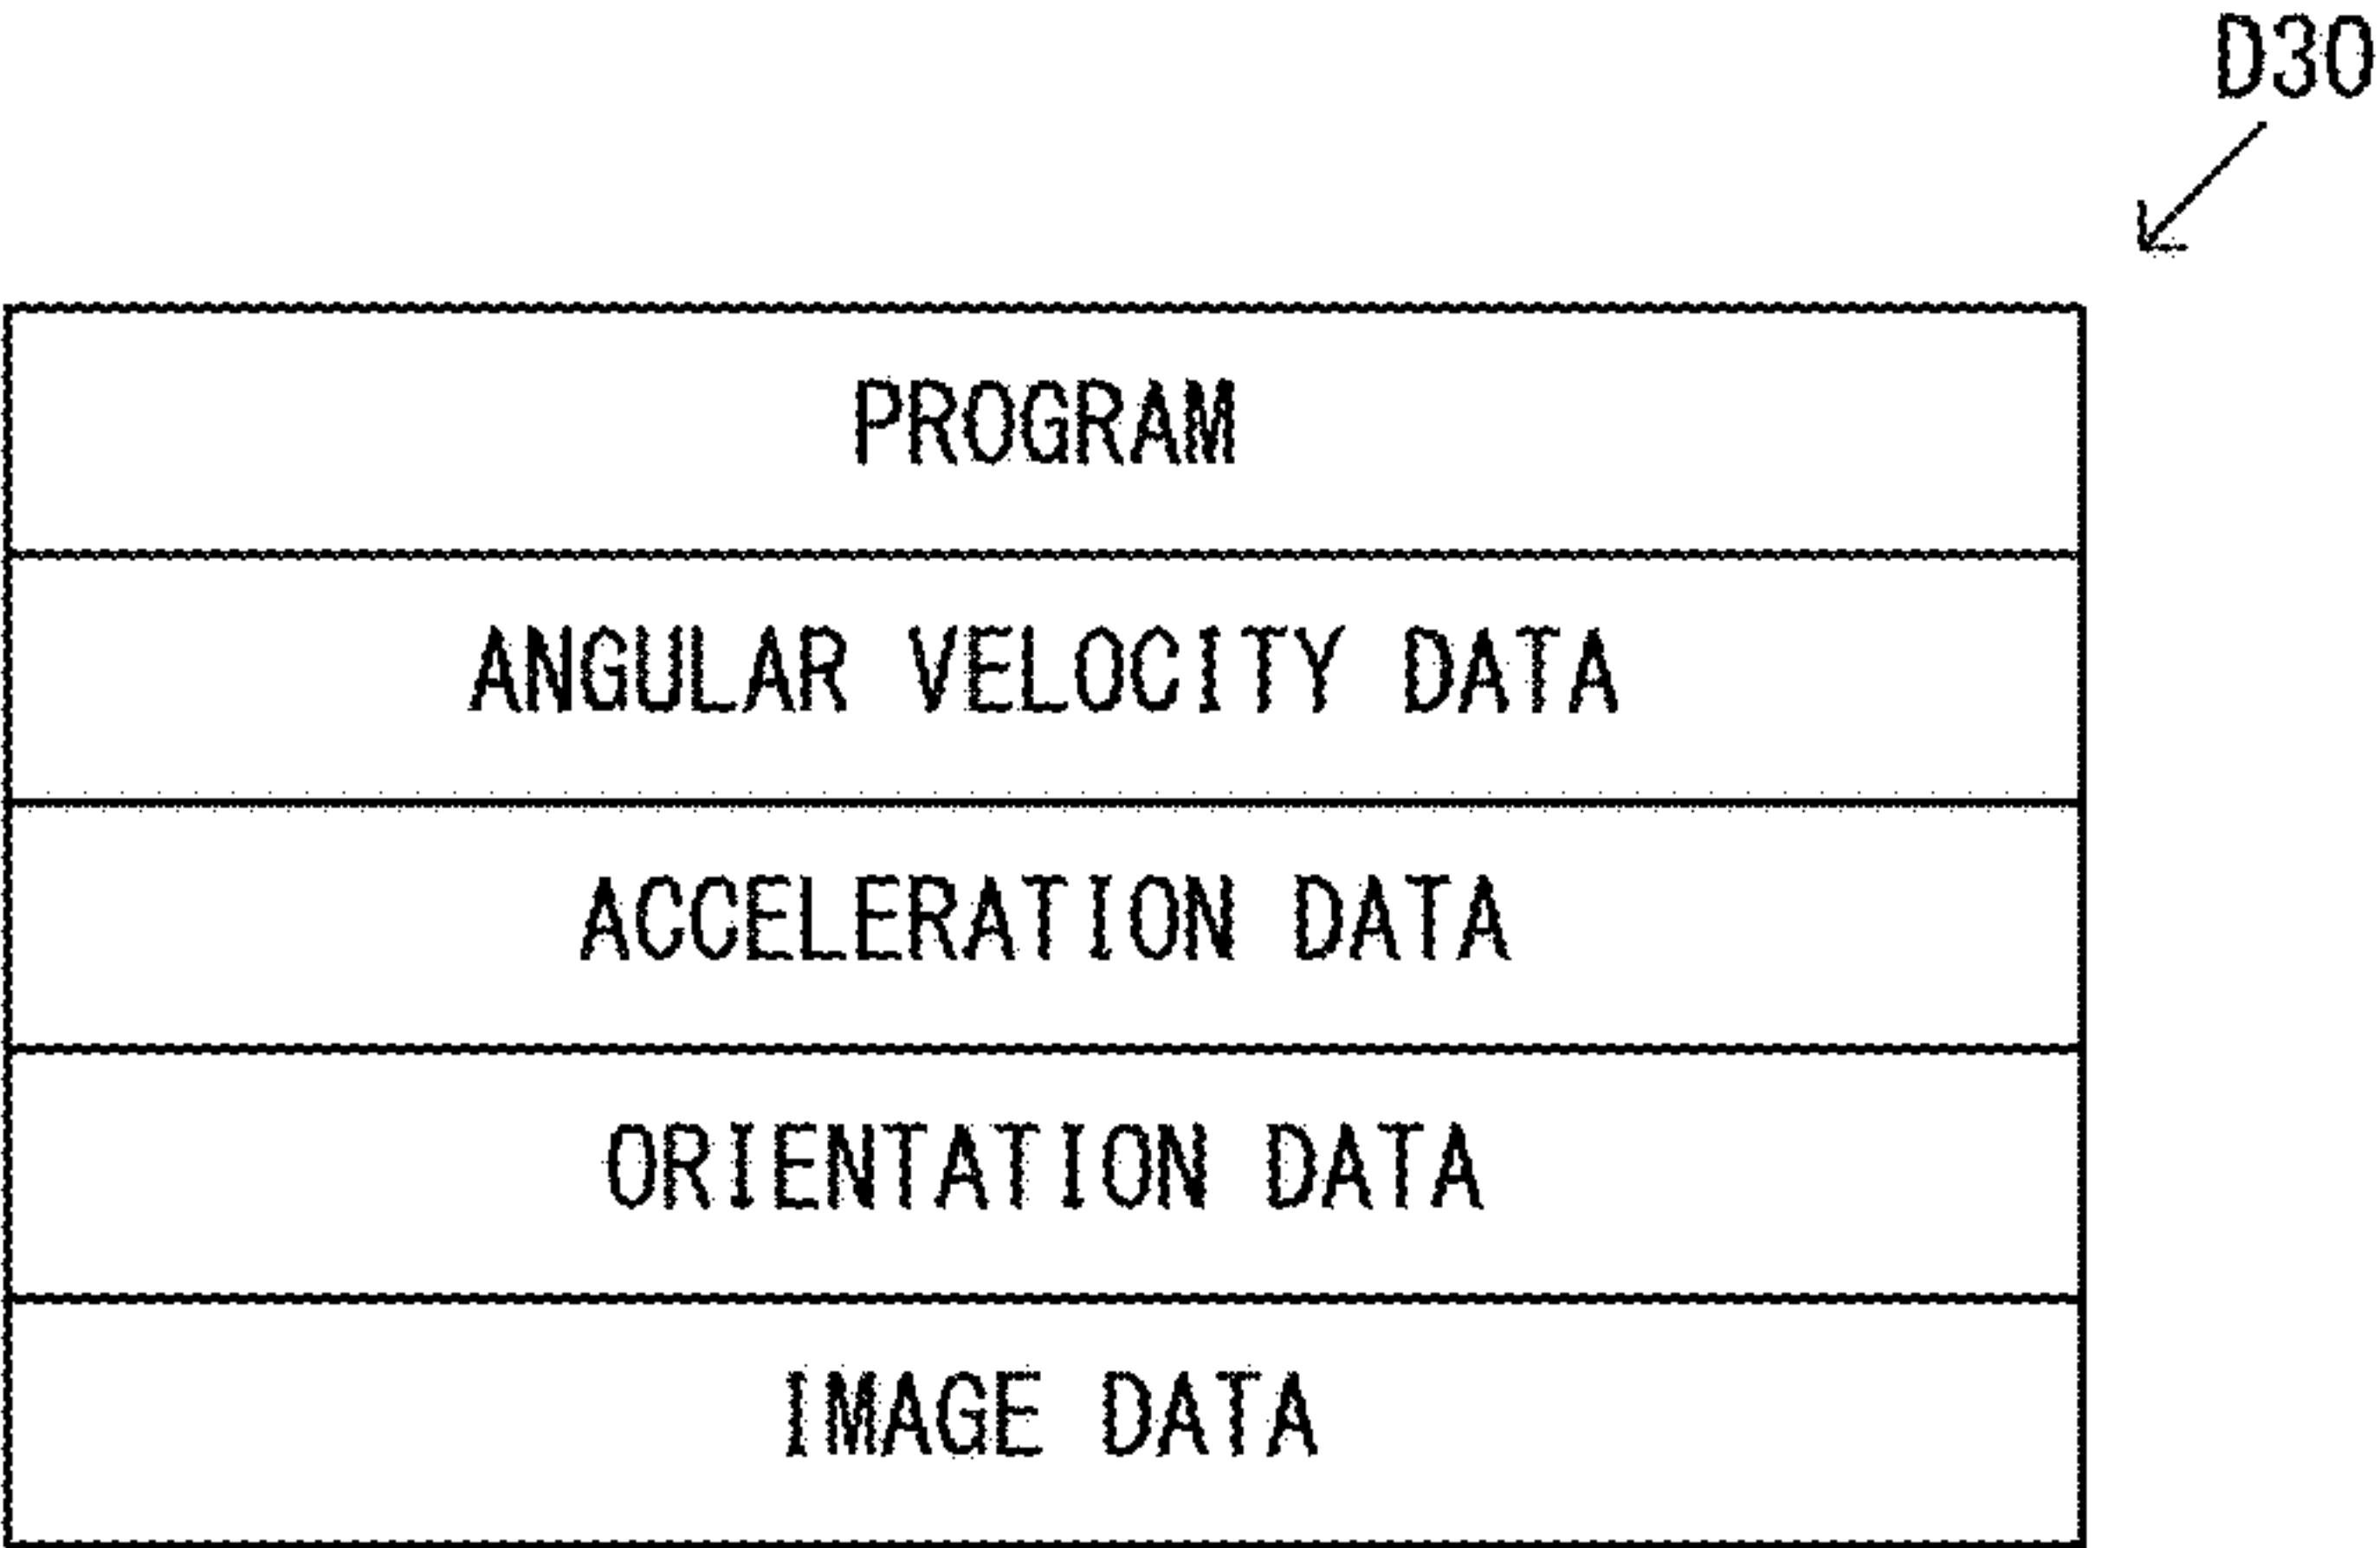 D30
PROGRAM
ANGULAR VELOCITY DATA
ACCELERATION DATA
ORIENTATION DATA
IMAGE DATA